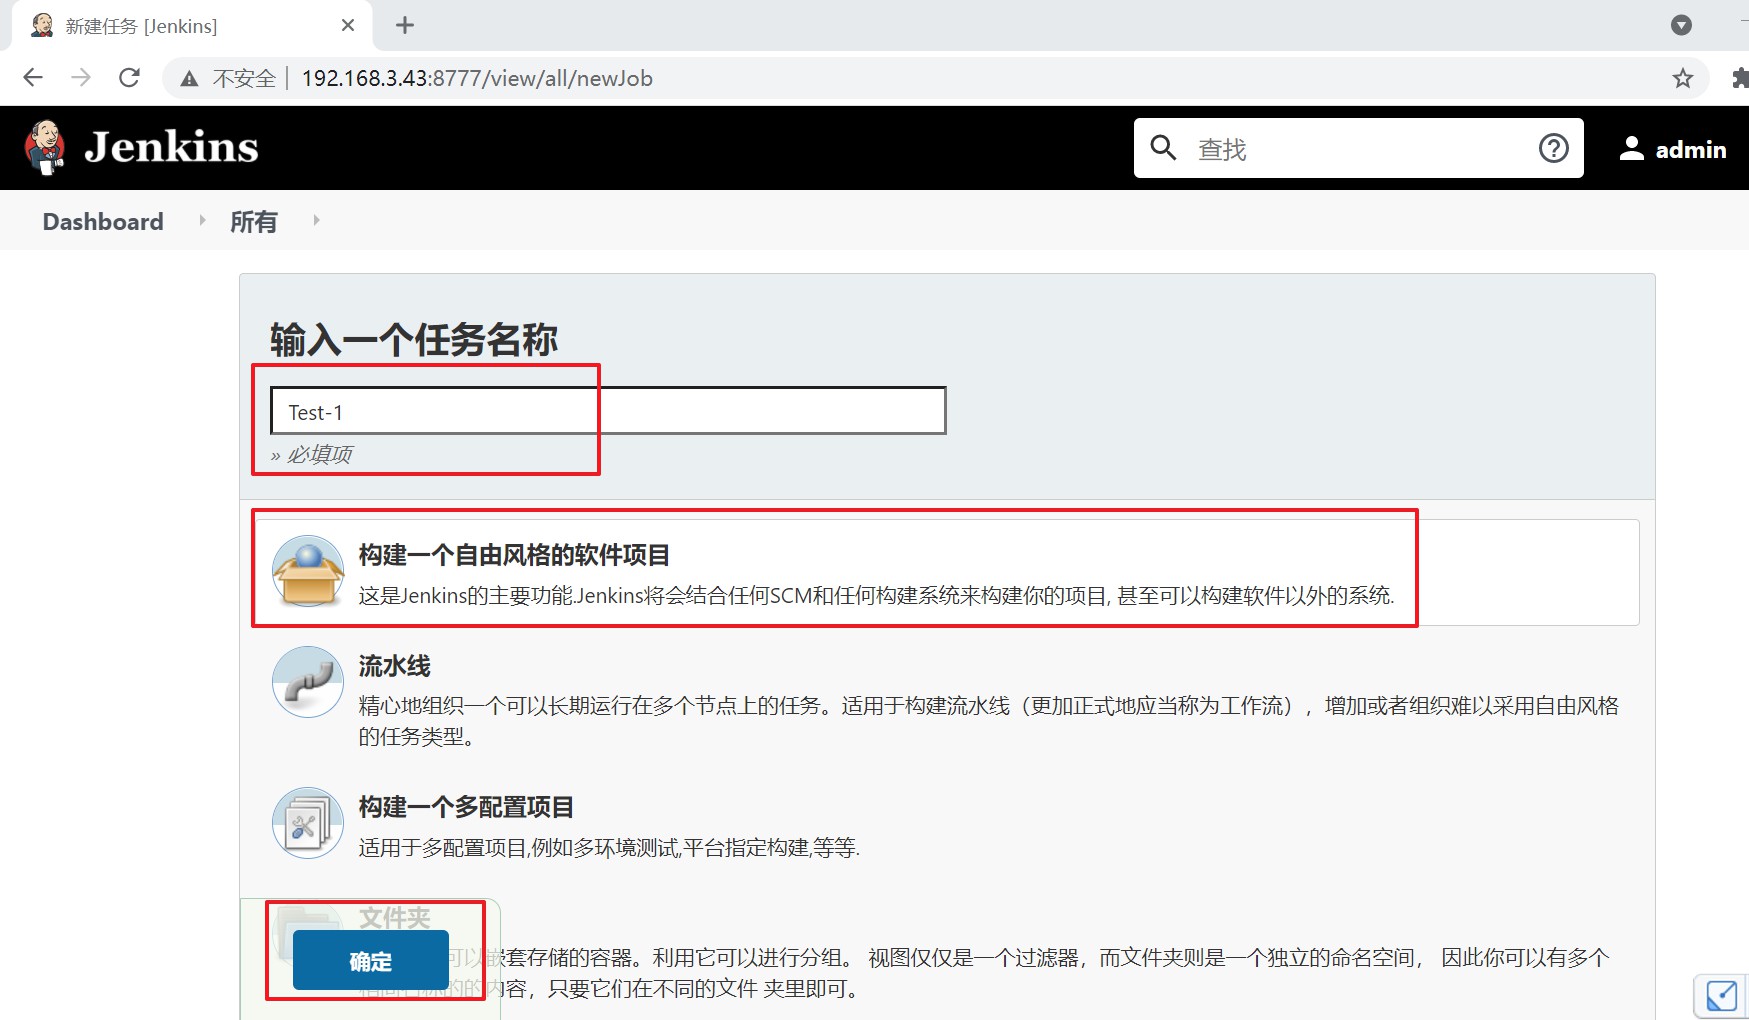 新建任务 [Jenkins]
不安全 192.168.3.43:8777/view/all/newJob
Jenkins
查找
admin
Dashboard 所有
输入一个任务名称
Test-1
» 必填项
构建一个自由风格的软件项目
这是Jenkins的主要功能.Jenkins将会结合任何SCM和任何构建系统来构建你的项目, 甚至可以构建软件以外的系统.
流水线
精心地组织一个可以长期运行在多个节点上的任务。适用于构建流水线（更加正式地应当称为工作流），增加或者组织难以采用自由风格
的任务类型。
构建一个多配置项目
适用于多配置项目,例如多环境测试,平台指定构建,等等.
文件夹
可以嵌套存储的容器。利用它可以进行分组。 视图仅仅是一个过滤器，而文件夹则是一个独立的命名空间， 因此你可以有多个
的内容，只要它们在不同的文件 夹里即可。
确定